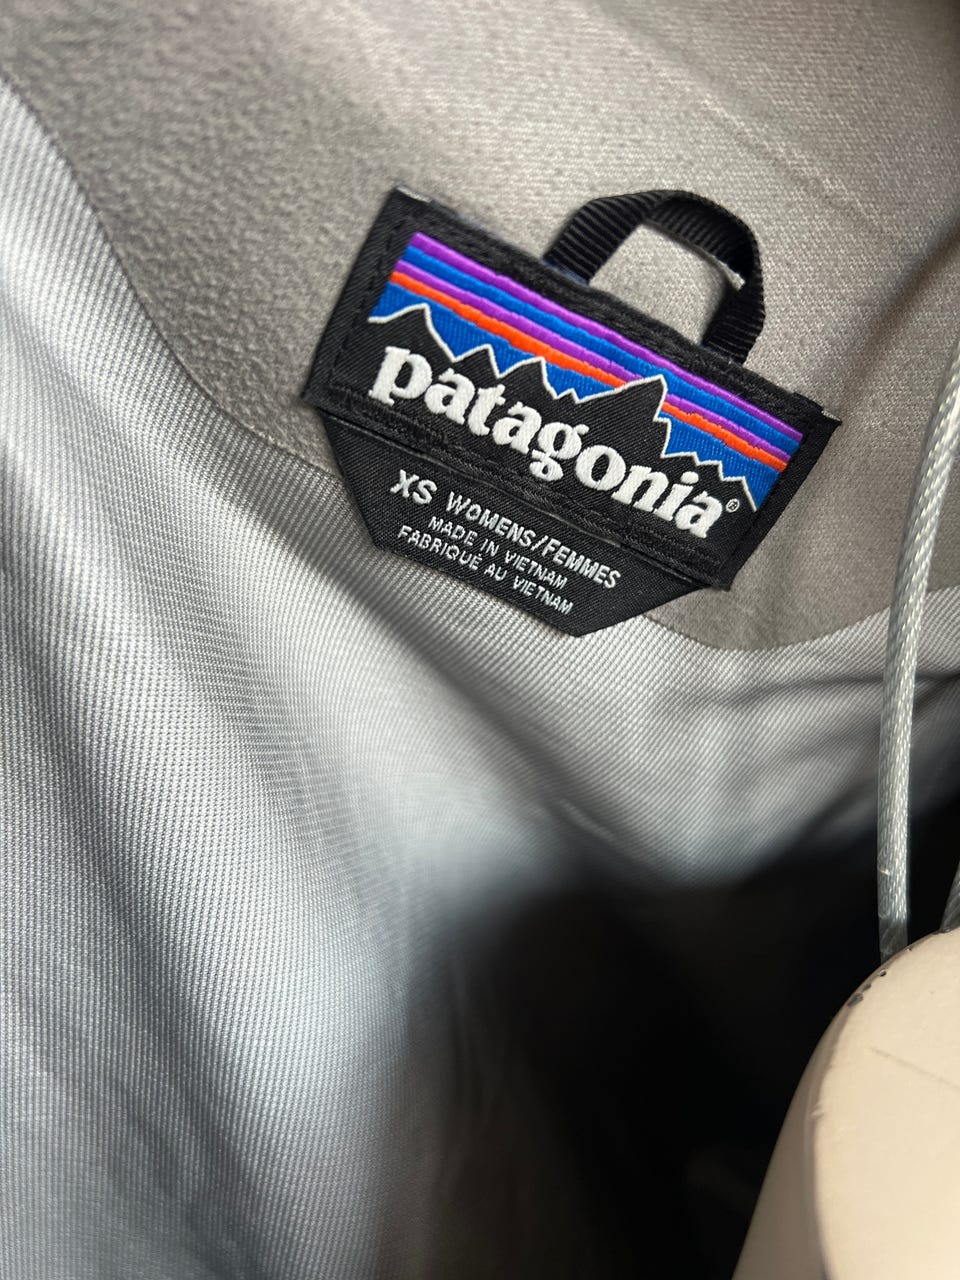 patagonia®
XS WOMENS/FEMMES
MADE IN VIETNAM
FABRIQUÉ AU VIETNAM